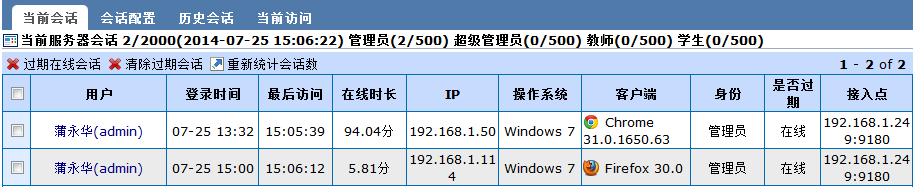 当前会话 会话配置 历史会话 当前访问
当前服务器会话 2/2000(2014-07-25 15:06:22) 管理员(2/500) 超级管理员(0/500) 教师(0/500) 学生(0/500)
过期在线会话 清除过期会话 重新统计会话数 1 - 2 of 2
用户 登录时间 最后访问 在线时长 IP 操作系统 客户端 身份 是否过期 接入点
蒲永华(admin) 07-25 13:32 15:05:39 94.04分 192.168.1.50 Windows 7 Chrome 31.0.1650.63 管理员 在线 192.168.1.249:9180
蒲永华(admin) 07-25 15:00 15:06:12 5.81分 192.168.1.114 Windows 7 Firefox 30.0 管理员 在线 192.168.1.249:9180